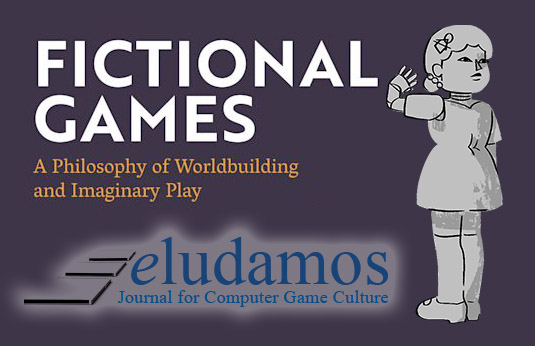 FICTIONAL
GAMES
A Philosophy of Worldbuilding
and Imaginary Play
eludamos
Journal for Computer Game Culture